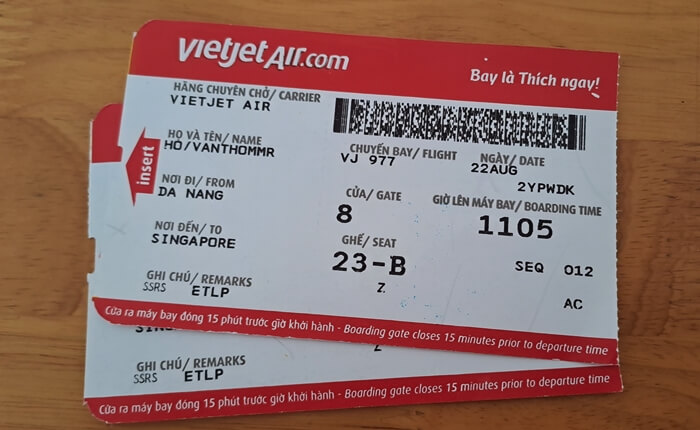 vietjetAir.com
Bay là Thích ngay!
HÃNG CHUYÊN CHỞ/ CARRIER
VIETJET AIR
HỌ VÀ TÊN/ NAME
HO/VANTHOMMR
CHUYẾN BAY/ FLIGHT NGÀY/ DATE
VJ 977 22AUG
2YPWDK
insert
NƠI ĐI/ FROM
DA NANG
CỬA/ GATE GIỜ LÊN MÁY BAY/ BOARDING TIME
8 1105
NƠI ĐẾN/ TO
SINGAPORE
GHẾ/ SEAT
23-B
SEQ 012
Z
AC
GHI CHÚ/ REMARKS
SSRS ETLP
Cửa ra máy bay đóng 15 phút trước giờ khởi hành - Boarding gate closes 15 minutes prior to departure time
GHI CHÚ/ REMARKS
SSRS ETLP
Cửa ra máy bay đóng 15 phút trước giờ khởi hành - Boarding gate closes 15 minutes prior to departure time